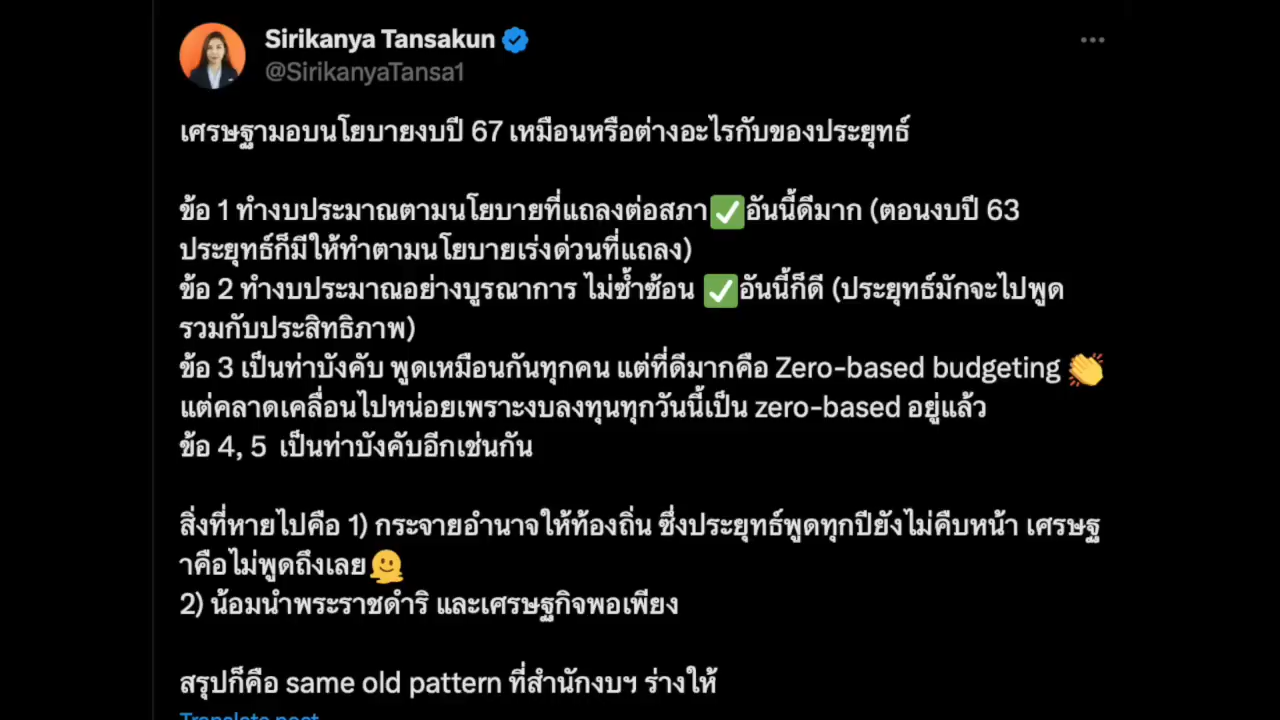 Sirikanya Tansakun
@SirikanyaTansa1
เศรษฐามอบนโยบายงบปี 67 เหมือนหรือต่างอะไรกับของประยุทธ์
ข้อ 1 ทำงบประมาณตามนโยบายที่แถลงต่อสภา✅อันนี้ดีมาก (ตอนงบปี 63
ประยุทธ์ก็มีให้ทำตามนโยบายเร่งด่วนที่แถลง)
ข้อ 2 ทำงบประมาณอย่างบูรณาการ ไม่ซ้ำซ้อน ✅อันนี้ก็ดี (ประยุทธ์มักจะไปพูด
รวมกับประสิทธิภาพ)
ข้อ 3 เป็นท่าบังคับ พูดเหมือนกันทุกคน แต่ที่ดีมากคือ Zero-based budgeting 👏
แต่คลาดเคลื่อนไปหน่อยเพราะงบลงทุนทุกวันนี้เป็น zero-based อยู่แล้ว
ข้อ 4, 5 เป็นท่าบังคับอีกเช่นกัน
สิ่งที่หายไปคือ 1) กระจายอำนาจให้ท้องถิ่น ซึ่งประยุทธ์พูดทุกปียังไม่คืบหน้า เศรษฐ
าคือไม่พูดถึงเลย🫠
2) น้อมนำพระราชดำริ และเศรษฐกิจพอเพียง
สรุปก็คือ same old pattern ที่สำนักงบฯ ร่างให้
Translate post